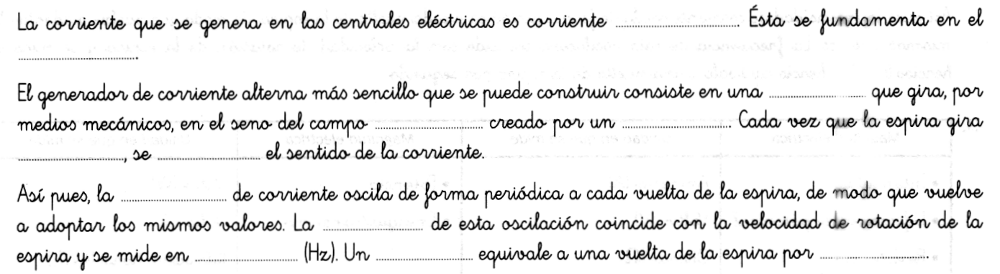 La corriente que se genera en las centrales eléctricas es corriente ........................ Ésta se fundamenta en el
........................
El generador de corriente alterna más sencillo que se puede construir consiste en una ........................ que gira, por
medios mecánicos, en el seno del campo ........................ creado por un ......................... Cada vez que la espira gira
........................, se ........................ el sentido de la corriente.
Así pues, la ........................ de corriente oscila de forma periódica a cada vuelta de la espira, de modo que vuelve
a adoptar los mismos valores. La ........................ de esta oscilación coincide con la velocidad de rotación de la
espira y se mide en ........................ (Hz). Un ........................ equivale a una vuelta de la espira por ........................